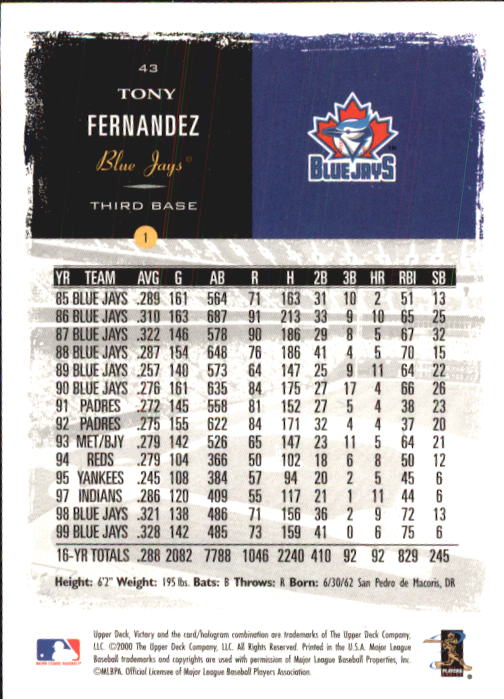 43
TONY
FERNANDEZ
Blue Jays©
THIRD BASE
1
BLUE JAYS
YR TEAM AVG G AB R H 2B 3B HR RBI SB
85 BLUE JAYS .289 161 564 71 163 31 10 2 51 13
86 BLUE JAYS .310 163 687 91 213 33 9 10 65 25
87 BLUE JAYS .322 146 578 90 186 29 8 5 67 32
88 BLUE JAYS .287 154 648 76 186 41 4 5 70 15
89 BLUE JAYS .257 140 573 64 147 25 9 11 64 22
90 BLUE JAYS .276 161 635 84 175 27 17 4 66 26
91 PADRES .272 145 558 81 152 27 5 4 38 23
92 PADRES .275 155 622 84 171 32 4 4 37 20
93 MET/BJY .279 142 526 65 147 23 11 5 64 21
94 REDS .279 104 366 50 102 18 6 8 50 12
95 YANKEES .245 108 384 57 94 20 2 5 45 6
97 INDIANS .286 120 409 55 117 21 1 11 44 6
98 BLUE JAYS .321 138 486 71 156 36 2 9 72 13
99 BLUE JAYS .328 142 485 73 159 41 0 6 75 6
16-YR TOTALS .288 2082 7788 1046 2240 410 92 92 829 245
Height: 6'2" Weight: 195 lbs. Bats: B Throws: R Born: 6/30/62 San Pedro de Macoris, DR
Upper Deck, Victory and the card/hologram combination are trademarks of The Upper Deck Company,
LLC. ©2000 The Upper Deck Company, LLC. All Rights Reserved. Printed in the U.S.A. Major League
Baseball trademarks and copyrights are used with permission of Major League Baseball Properties, Inc.
©MLBPA. Official Licensee of Major League Baseball Players Association.
MAJOR LEAGUE BASEBALL
PLAYERS